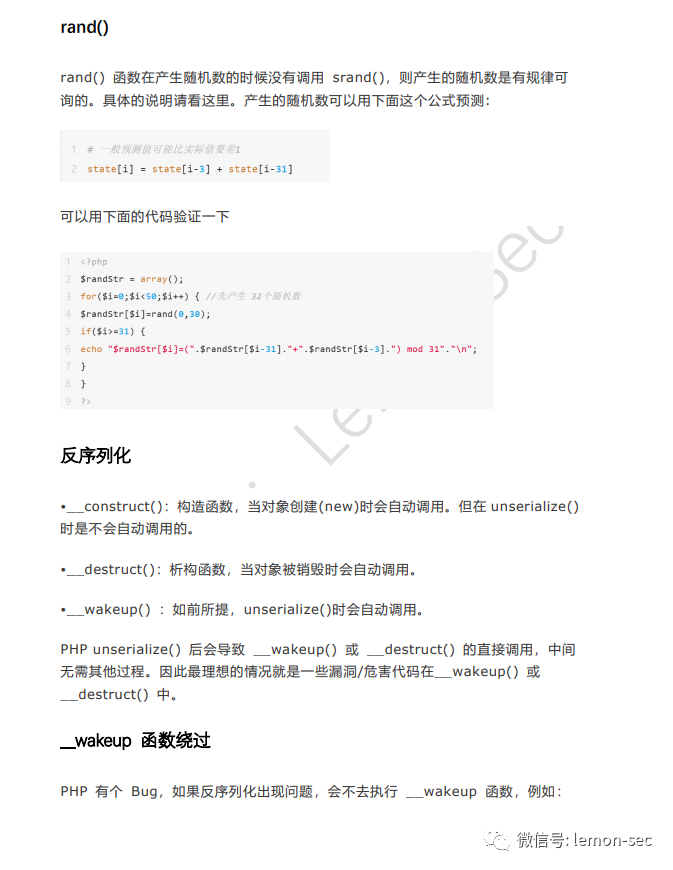 rand()
rand() 函数在产生随机数的时候没有调用 srand()，则产生的随机数是有规律可
询的。具体的说明请看这里。产生的随机数可以用下面这个公式预测：
1 # 一般预测值可能比实际值要差1
2 state[i] = state[i-3] + state[i-31]
可以用下面的代码验证一下
1 <?php
2 $randStr = array();
3 for($i=0;$i<50;$i++) { //先产生 32个随机数
4 $randStr[$i]=rand(0,30);
5 if($i>=31) {
6 echo "$randStr[$i]=(".$randStr[$i-31]."+".$randStr[$i-3].") mod 31"."\n";
7 }
8 }
9 ?>
反序列化
•__construct()：构造函数，当对象创建(new)时会自动调用。但在 unserialize()
时是不会自动调用的。
•__destruct()：析构函数，当对象被销毁时会自动调用。
•__wakeup() ：如前所提，unserialize()时会自动调用。
PHP unserialize() 后会导致 __wakeup() 或 __destruct() 的直接调用，中间
无需其他过程。因此最理想的情况就是一些漏洞/危害代码在__wakeup() 或
__destruct() 中。
__wakeup 函数绕过
PHP 有个 Bug，如果反序列化出现问题，会不去执行 __wakeup 函数，例如：
微信号: lemon-sec